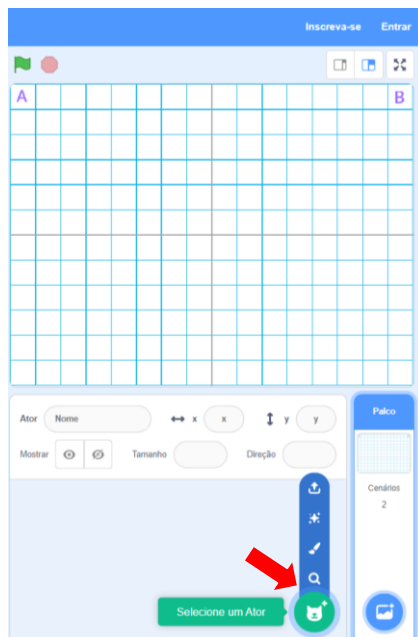 Inscreva-se Entrar
A B
Ator Nome x x y y Palco
Mostrar Tamanho Direção
Cenários
2
Selecione um Ator